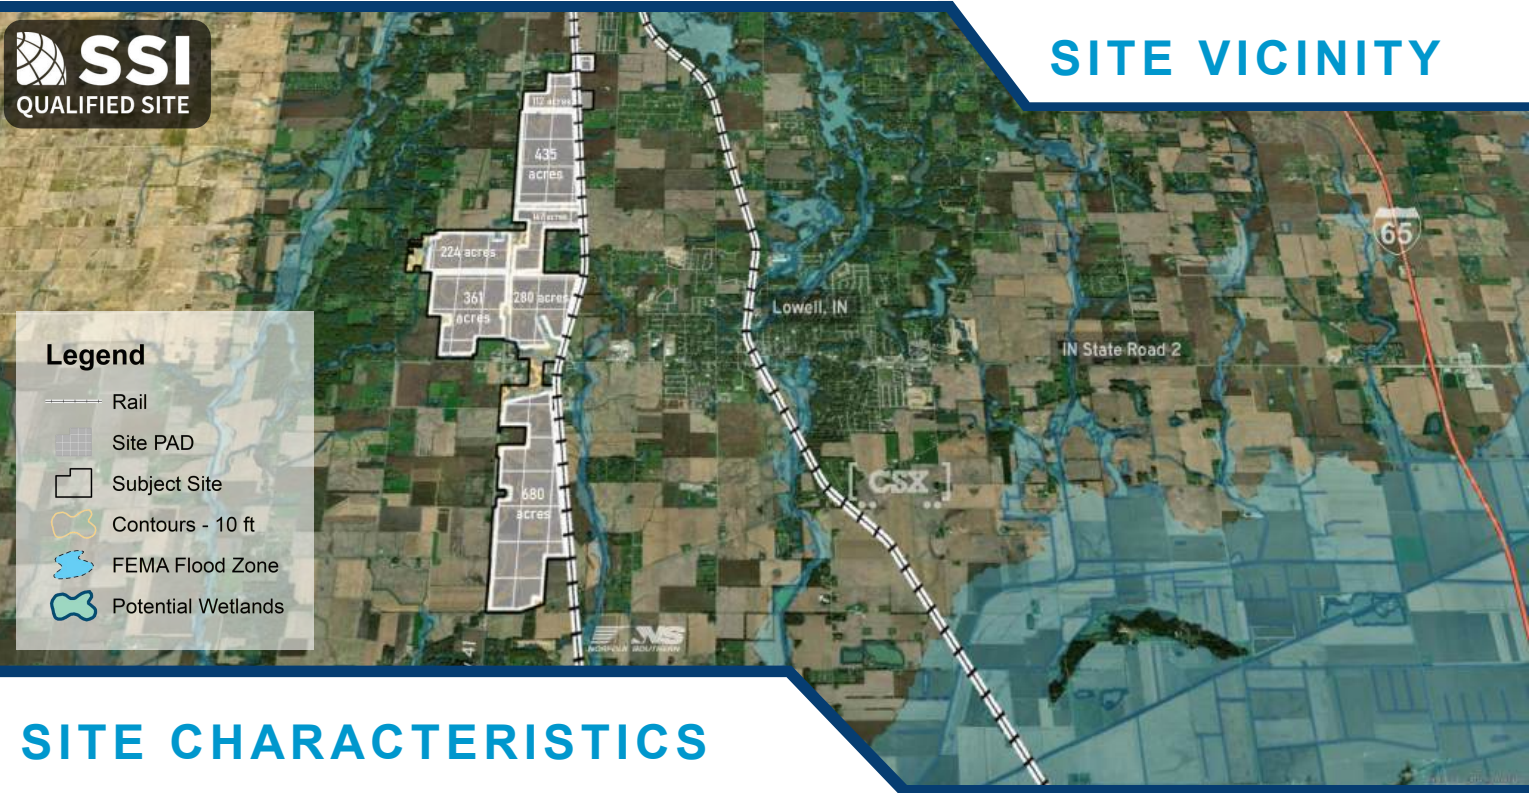 SSI
QUALIFIED SITE
SITE VICINITY
112 acres
435
acres
224 acres
361
acres
280 acres
65
Lowell, IN
IN State Road 2
CSX
680
acres
Legend
Rail
Site PAD
Subject Site
Contours - 10 ft
FEMA Flood Zone
Potential Wetlands
41
NS
NORFOLK SOUTHERN
SITE CHARACTERISTICS